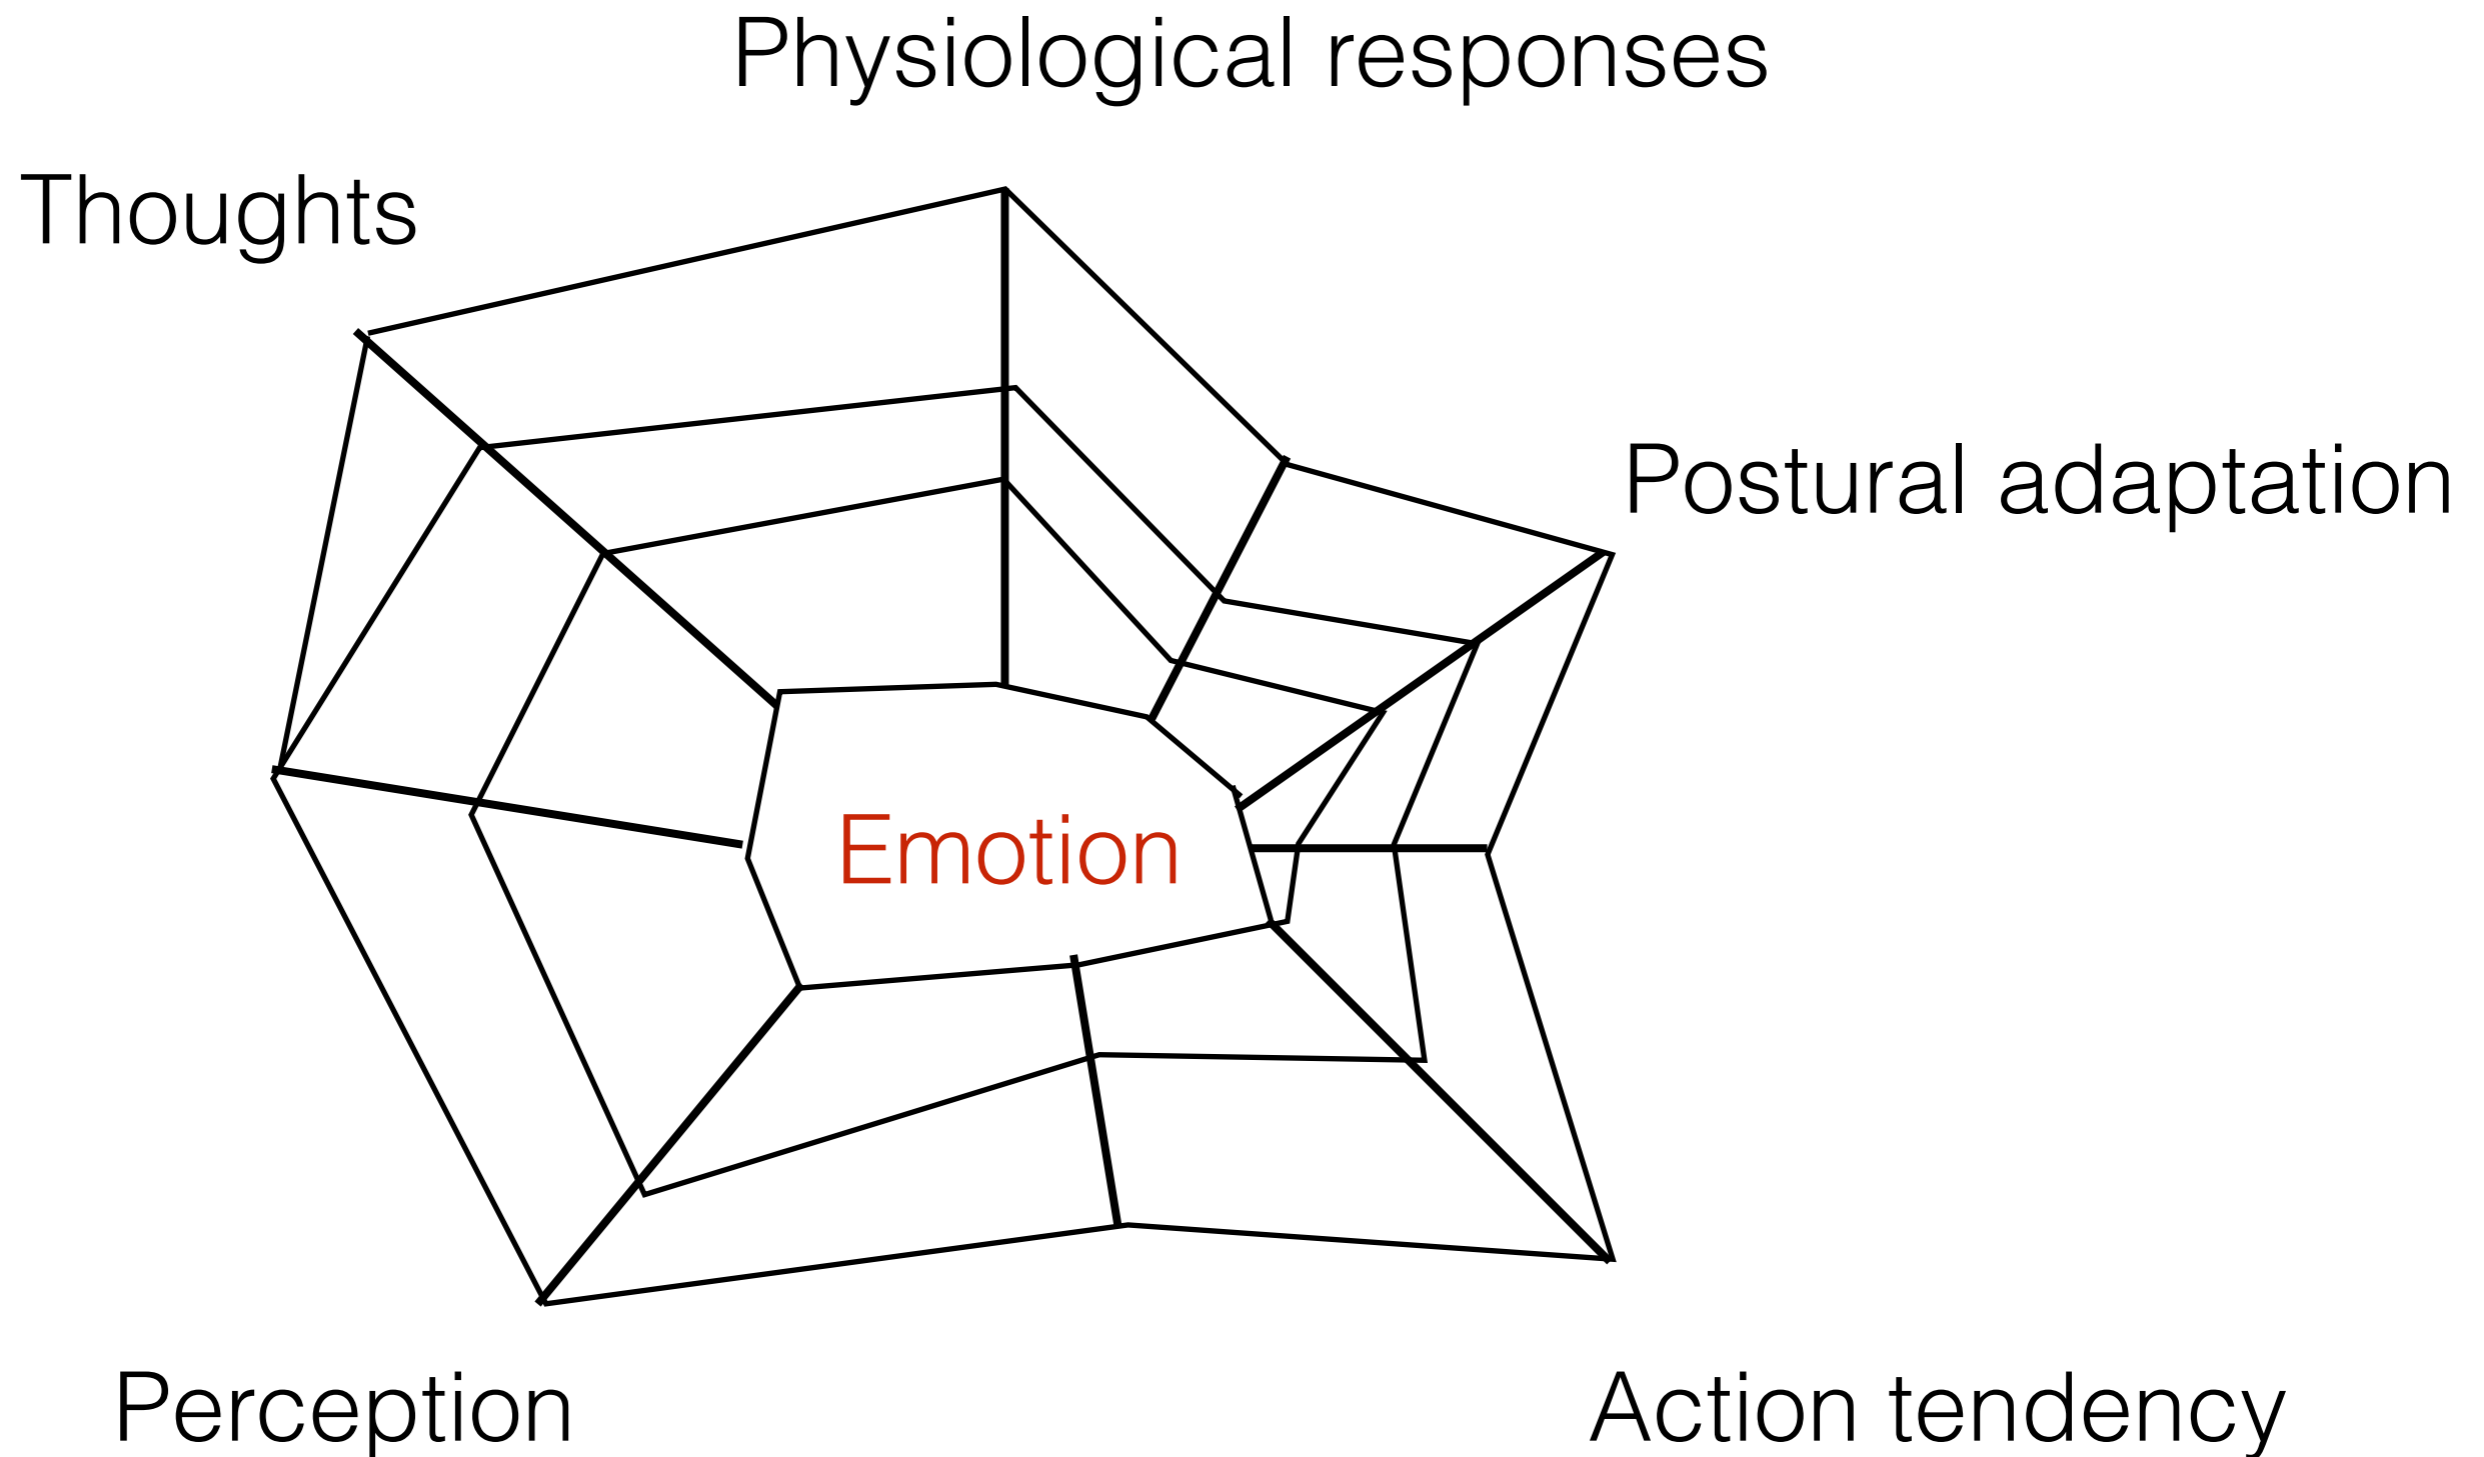 Physiological responses
Thoughts
Postural adaptation
Emotion
Perception
Action tendency